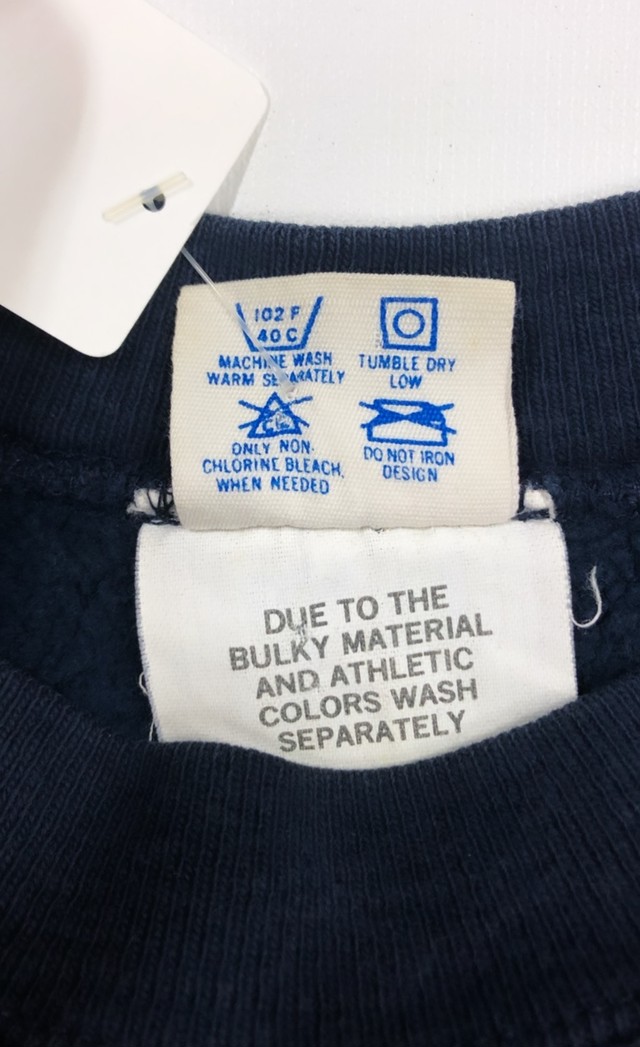 102 F
40 C
MACHINE WASH
WARM SEPARATELY
TUMBLE DRY
LOW
CL
ONLY NON-
CHLORINE BLEACH,
WHEN NEEDED
DO NOT IRON
DESIGN
DUE TO THE
BULKY MATERIAL
AND ATHLETIC
COLORS WASH
SEPARATELY